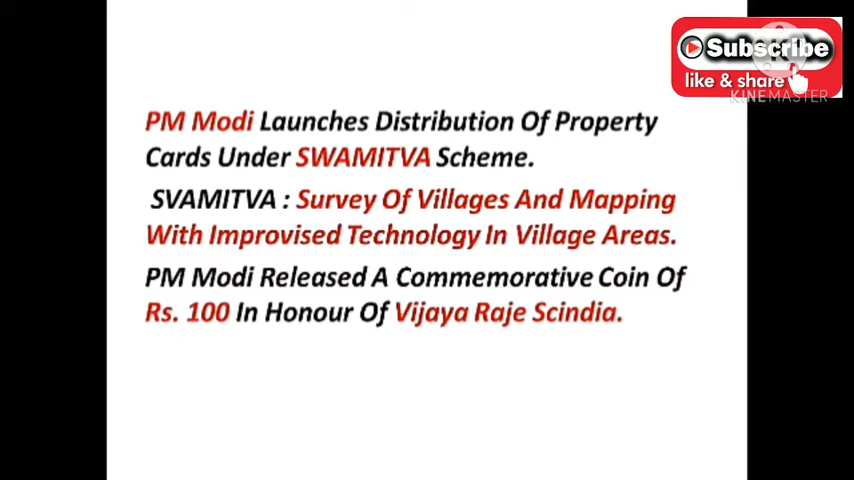 Subscribe
like & share
KINEMASTER
PM Modi Launches Distribution Of Property
Cards Under SWAMITVA Scheme.
SVAMITVA : Survey Of Villages And Mapping
With Improvised Technology In Village Areas.
PM Modi Released A Commemorative Coin Of
Rs. 100 In Honour Of Vijaya Raje Scindia.